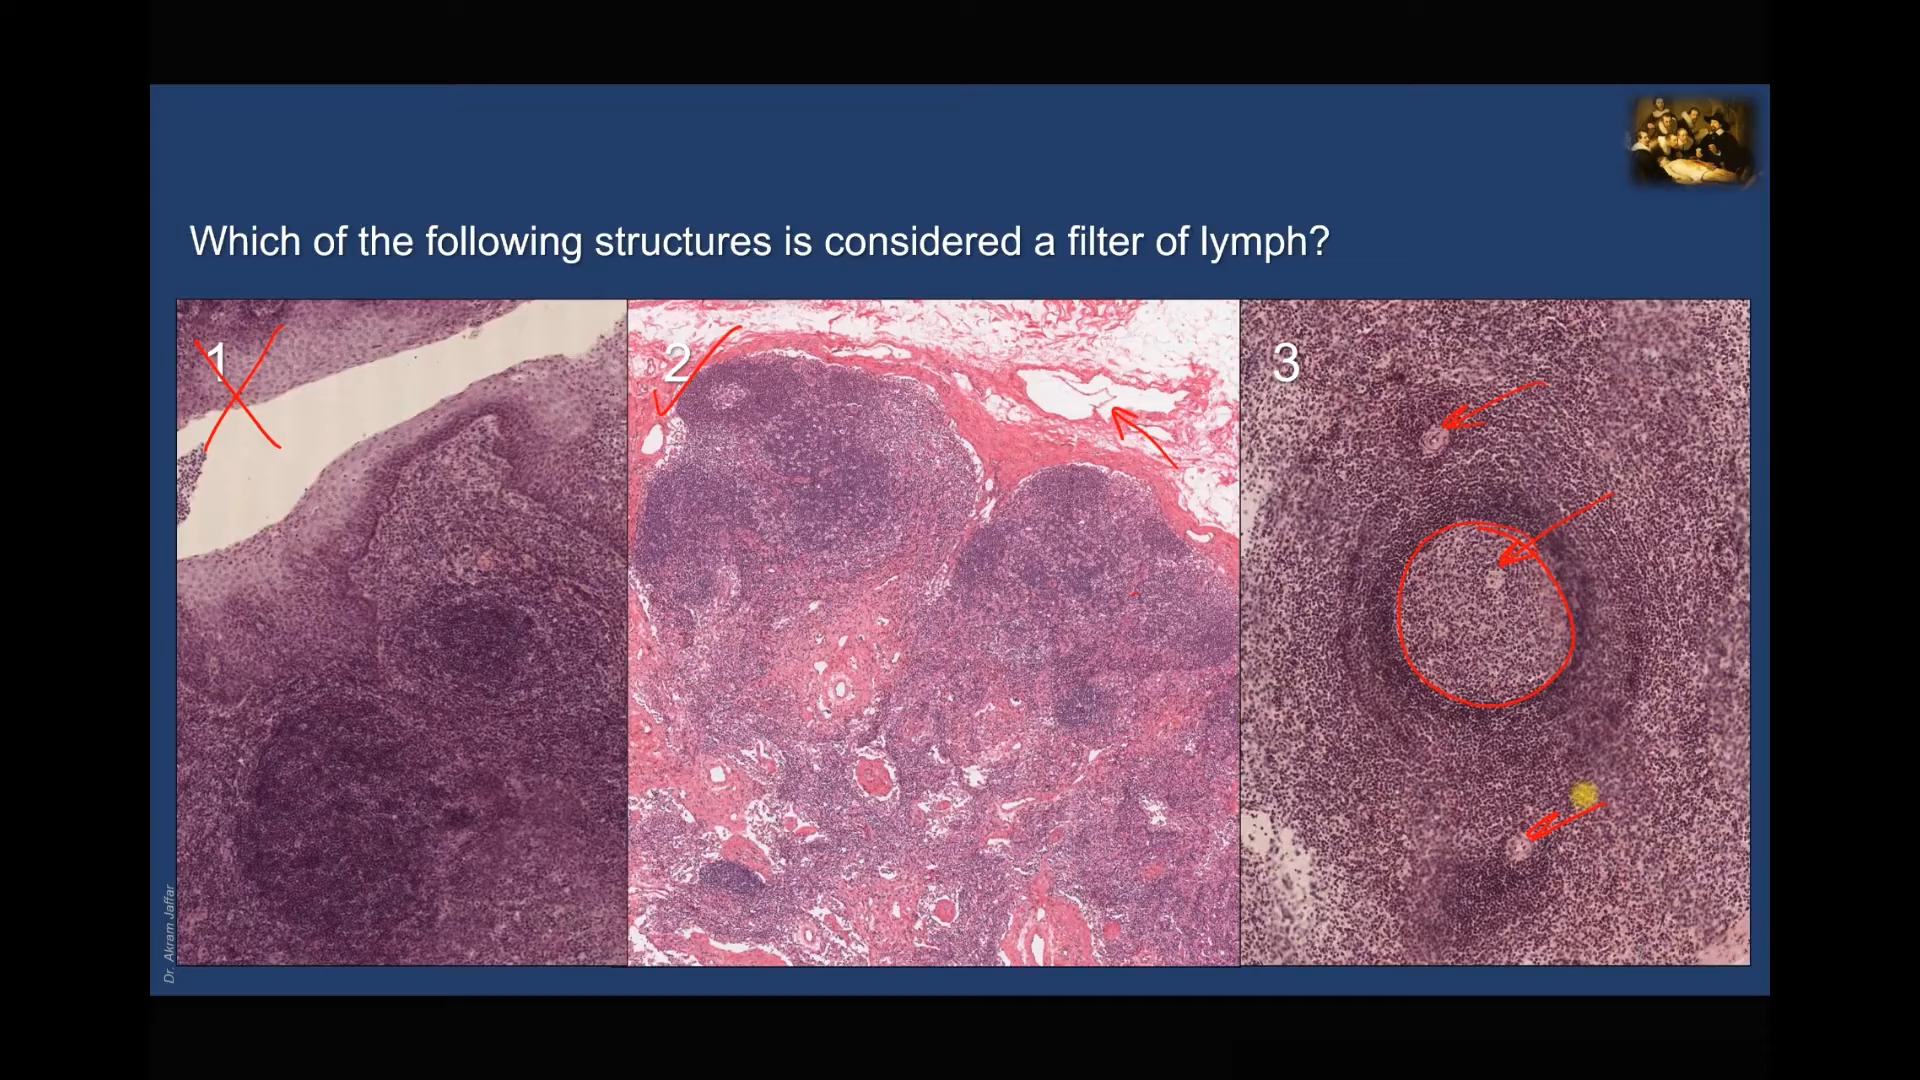 Which of the following structures is considered a filter of lymph?
1
2
3
Dr. Akram Jaffar